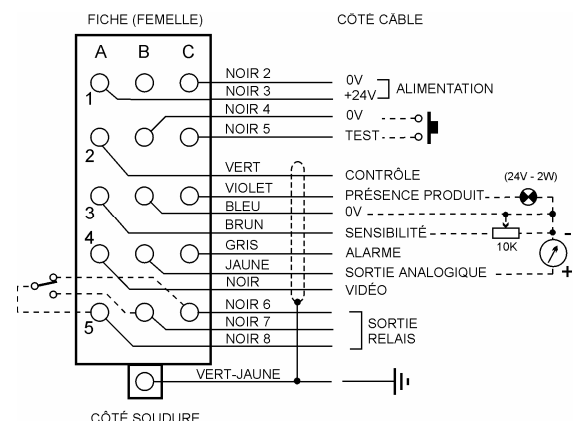 FICHE (FEMELLE) CÔTÉ CÂBLE
A B C
NOIR 2 0V
1 NOIR 3 +24V ALIMENTATION
NOIR 4 0V
NOIR 5 TEST
2
VERT CONTRÔLE
VIOLET PRÉSENCE PRODUIT (24V - 2W)
BLEU 0V
3 BRUN SENSIBILITÉ 10K -
GRIS ALARME
4 JAUNE SORTIE ANALOGIQUE +
NOIR VIDÉO
NOIR 6
5 NOIR 7 SORTIE
NOIR 8 RELAIS
VERT-JAUNE
CÔTÉ SOUDURE